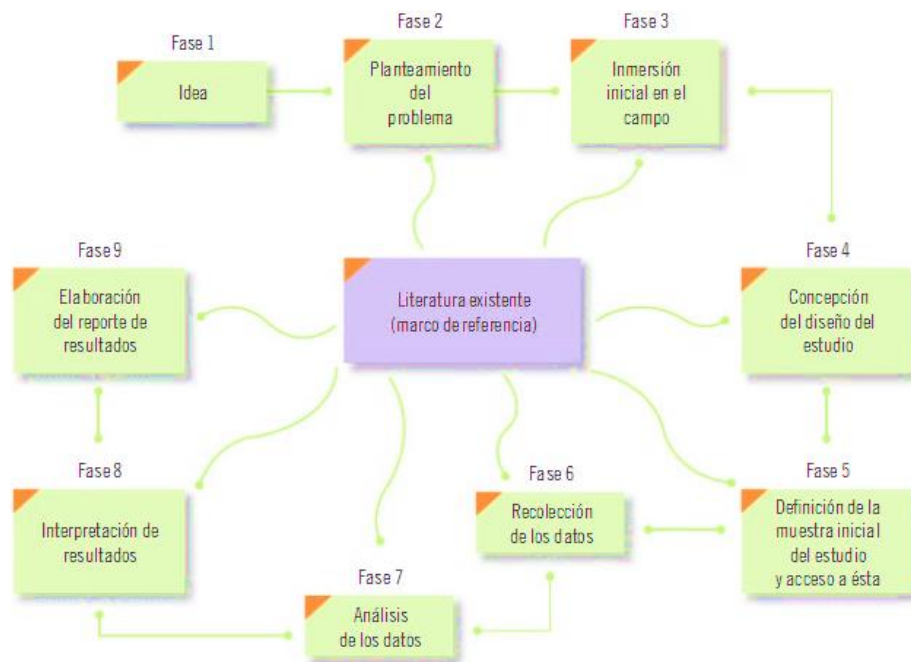 Fase 1
Idea
Fase 2
Planteamiento
del
problema
Fase 3
Inmersión
inicial en el
campo
Fase 4
Concepción
del diseño del
estudio
Fase 5
Definición de la
muestra inicial
del estudio
y acceso a ésta
Fase 6
Recolección
de los datos
Fase 7
Análisis
de los datos
Fase 8
Interpretación de
resultados
Fase 9
Elaboración
del reporte de
resultados
Literatura existente
(marco de referencia)